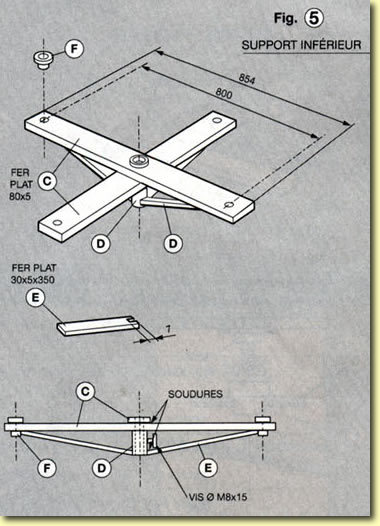 Fig. 5
SUPPORT INFÉRIEUR
F
854
800
FER
PLAT
80x5
C
D
D
FER PLAT
30x5x350
E
7
C
SOUDURES
F
D
E
VIS Ø M8x15